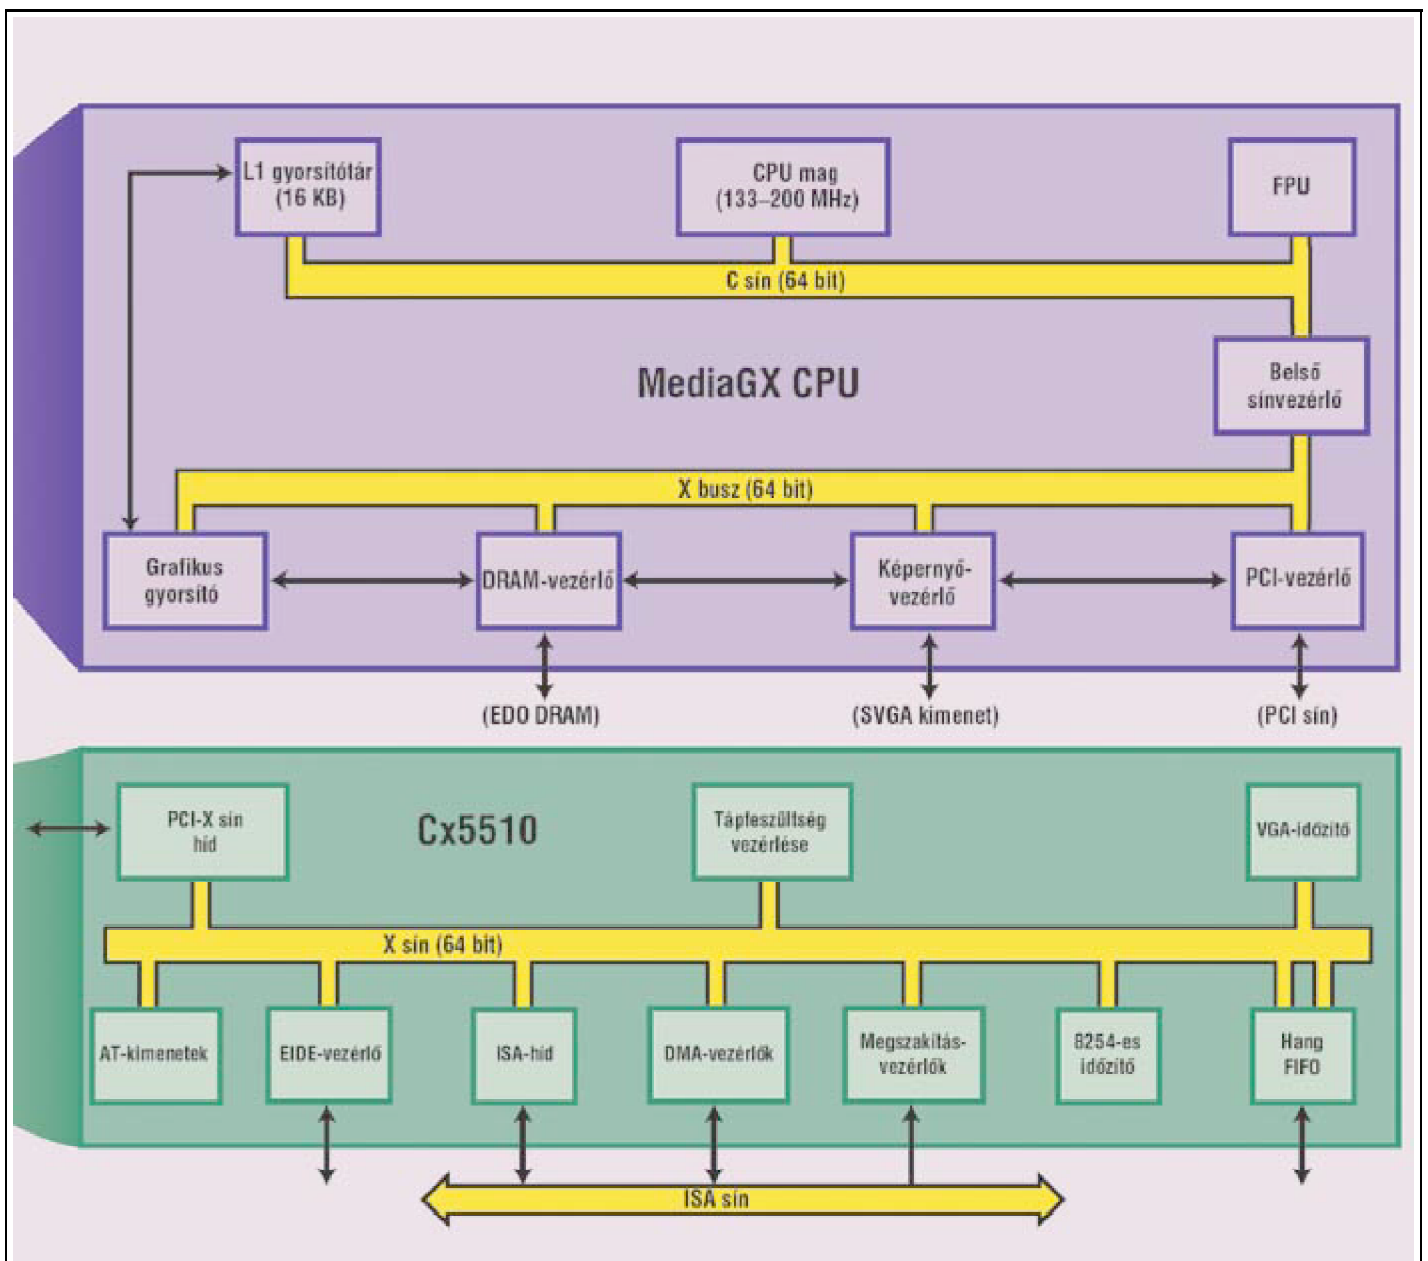 L1 gyorsítótár
(16 KB)
CPU mag
(133–200 MHz)
FPU
C sín (64 bit)
MediaGX CPU
Belső
sínvezérlő
X busz (64 bit)
Grafikus
gyorsító
DRAM-vezérlő
Képernyő-
vezérlő
PCI-vezérlő
(EDO DRAM)
(SVGA kimenet)
(PCI sín)
PCI-X sín
híd
Cx5510
Tápfeszültség
vezérlése
VGA-időzítő
X sín (64 bit)
AT-kimenetek
EIDE-vezérlő
ISA-híd
DMA-vezérlők
Megszakítás-
vezérlők
8254-es
időzítő
Hang
FIFO
ISA sín